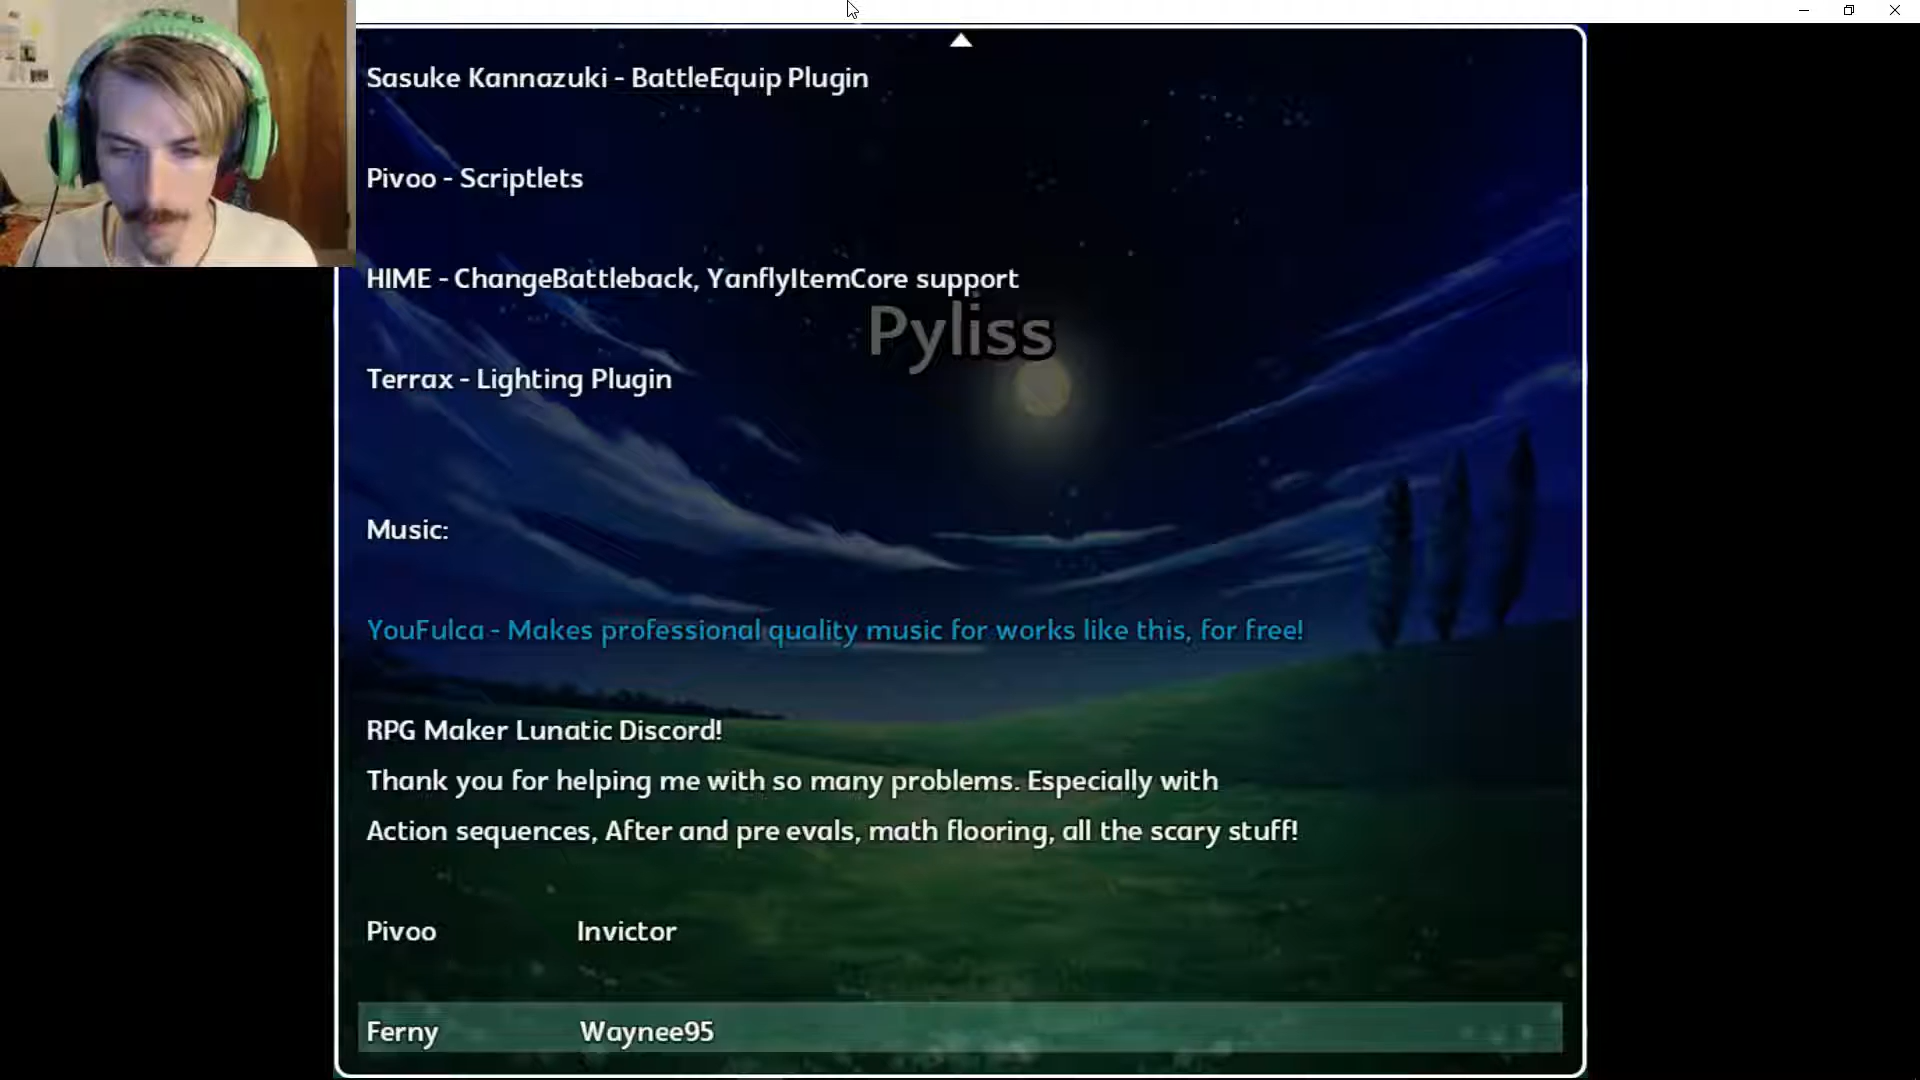 Sasuke Kannazuki - BattleEquip Plugin
Pivoo - Scriptlets
HIME - ChangeBattleback, YanflyItemCore support
Pyliss
Terrax - Lighting Plugin
Music:
YouFulca - Makes professional quality music for works like this, for free!
RPG Maker Lunatic Discord!
Thank you for helping me with so many problems. Especially with
Action sequences, After and pre evals, math flooring, all the scary stuff!
Pivoo Invictor
Ferny Waynee95